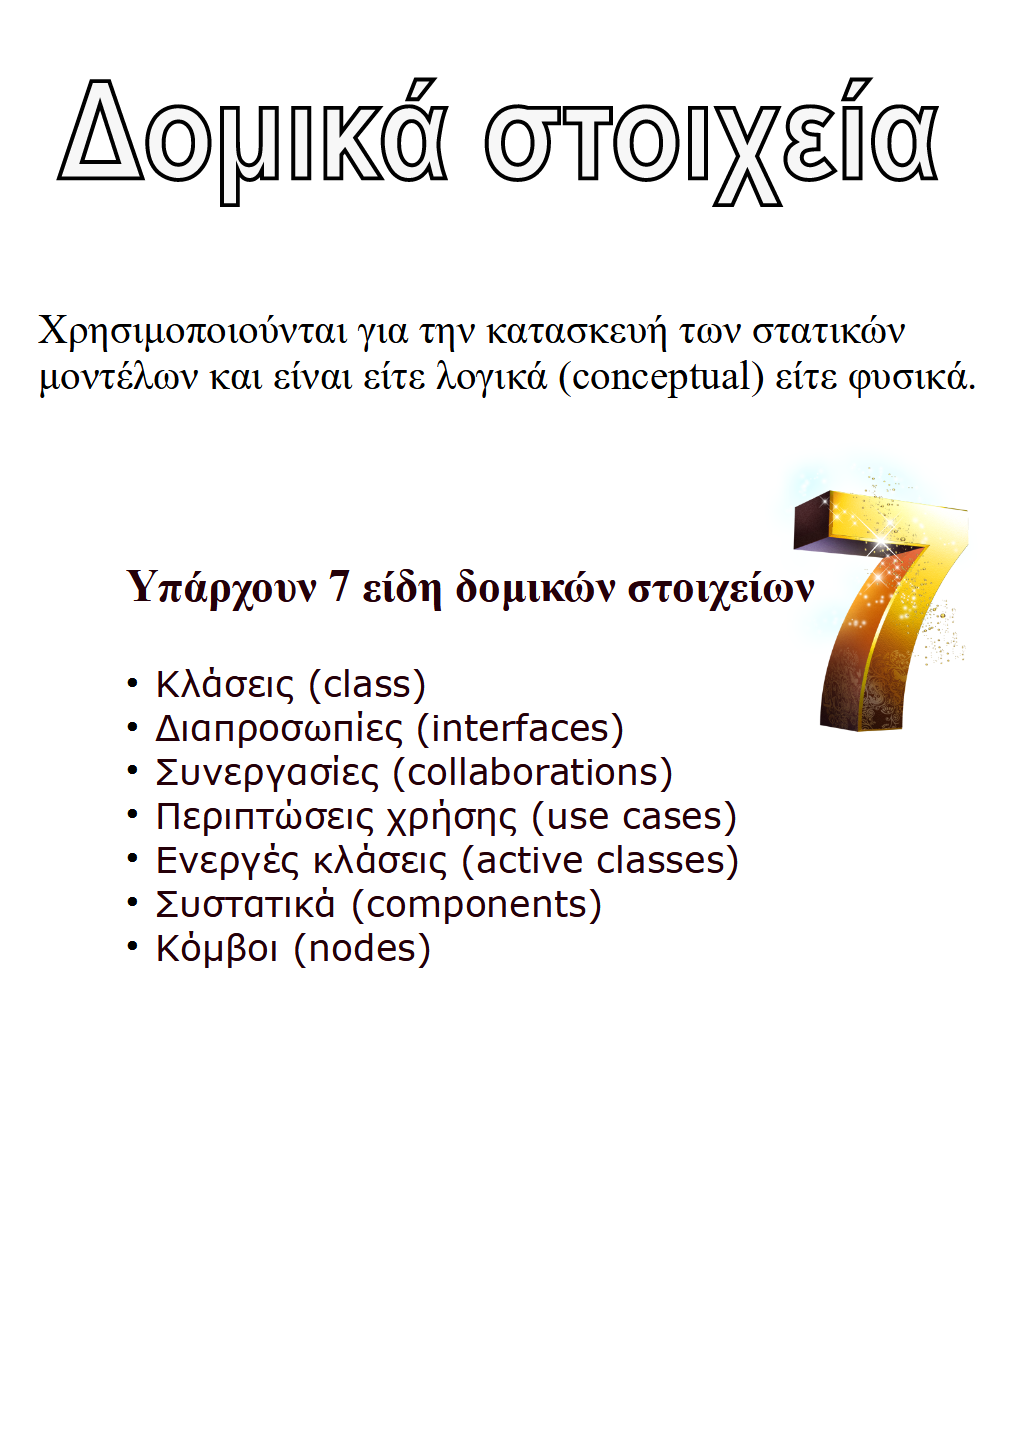 Δομικά στοιχεία
Χρησιμοποιούνται για την κατασκευή των στατικών
μοντέλων και είναι είτε λογικά (conceptual) είτε φυσικά.
7
Υπάρχουν 7 είδη δομικών στοιχείων
• Κλάσεις (class)
• Διαπροσωπίες (interfaces)
• Συνεργασίες (collaborations)
• Περιπτώσεις χρήσης (use cases)
• Ενεργές κλάσεις (active classes)
• Συστατικά (components)
• Κόμβοι (nodes)